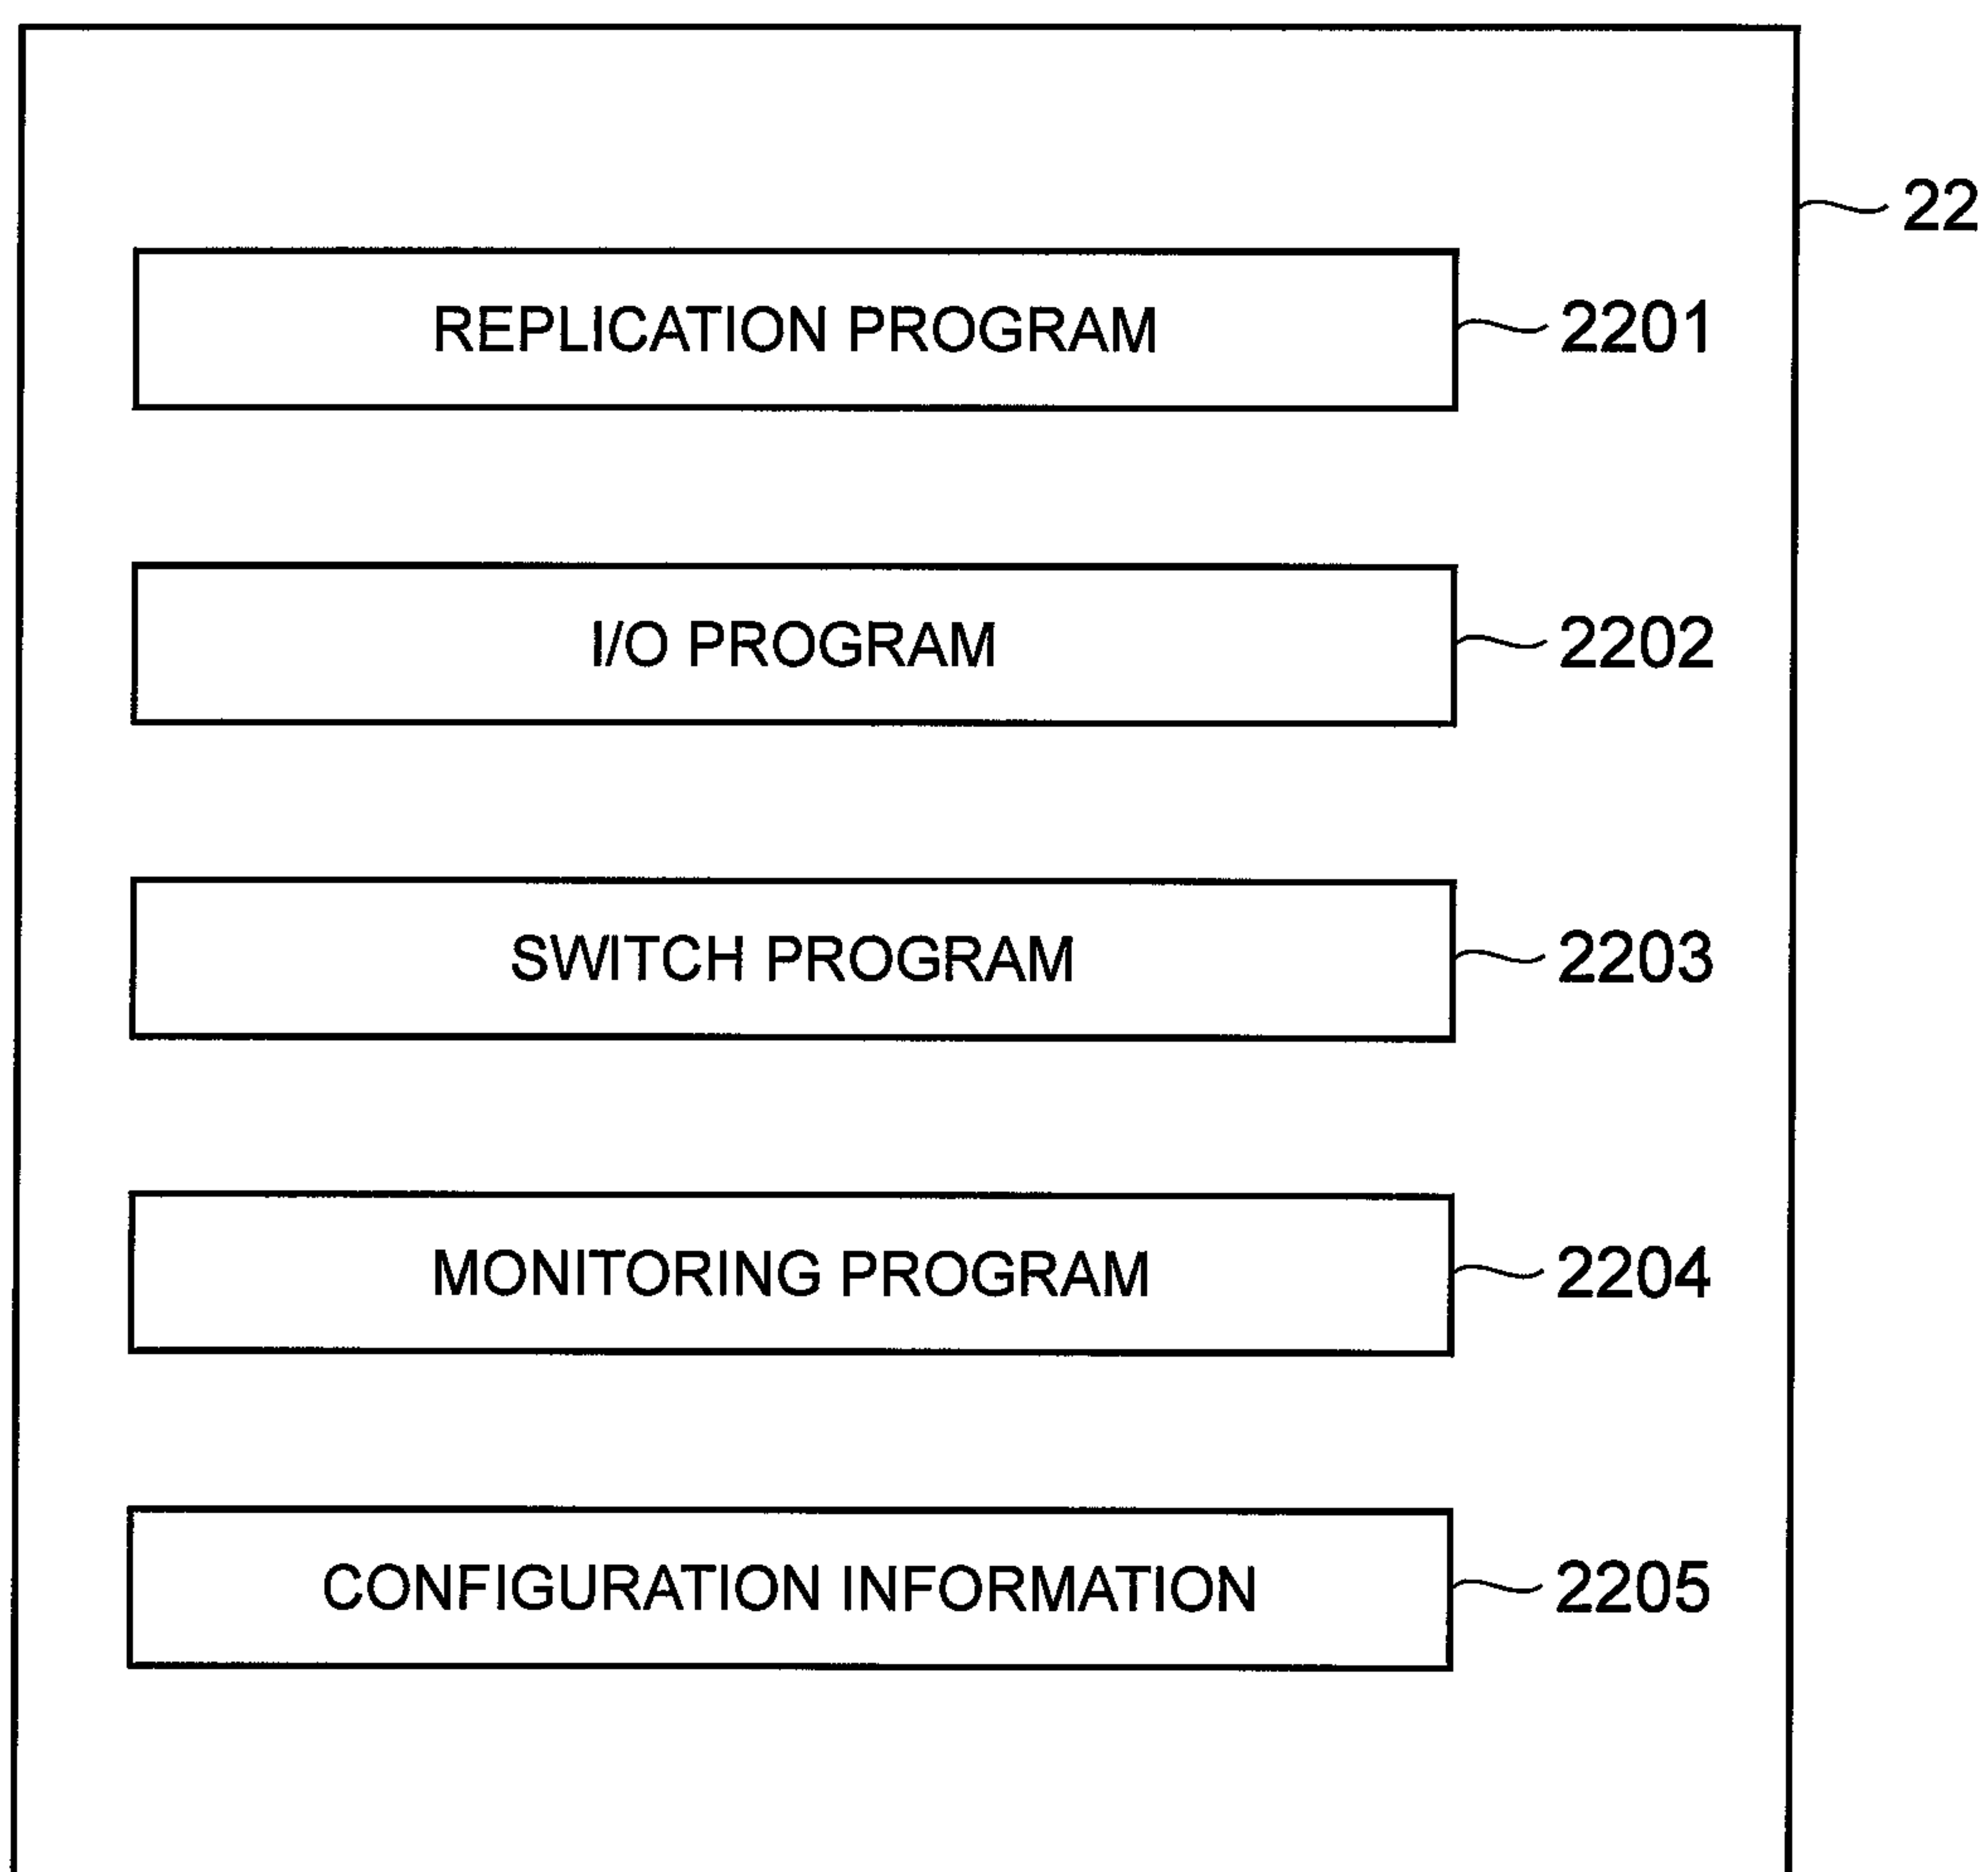 22
REPLICATION PROGRAM 2201
I/O PROGRAM 2202
SWITCH PROGRAM 2203
MONITORING PROGRAM 2204
CONFIGURATION INFORMATION 2205